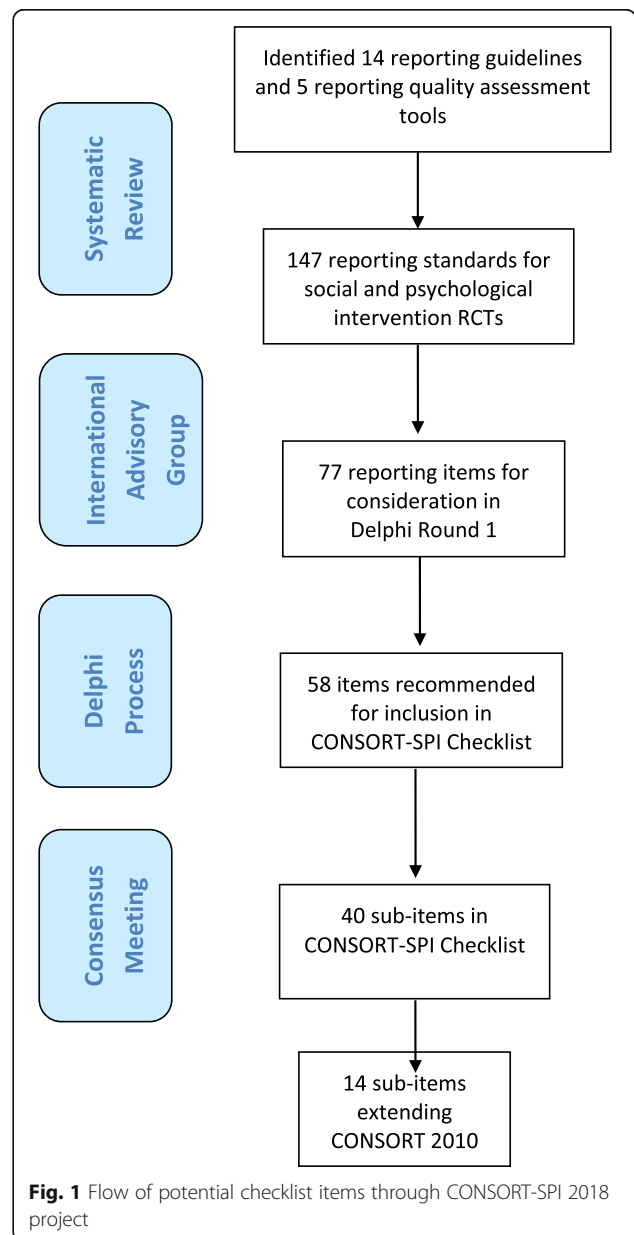 Identified 14 reporting guidelines
and 5 reporting quality assessment
tools
Systematic
Review
147 reporting standards for
social and psychological
intervention RCTs
International
Advisory
Group
77 reporting items for
consideration in
Delphi Round 1
Delphi
Process
58 items recommended
for inclusion in
CONSORT-SPI Checklist
Consensus
Meeting
40 sub-items in
CONSORT-SPI Checklist
14 sub-items
extending
CONSORT 2010
Fig. 1 Flow of potential checklist items through CONSORT-SPI 2018
project